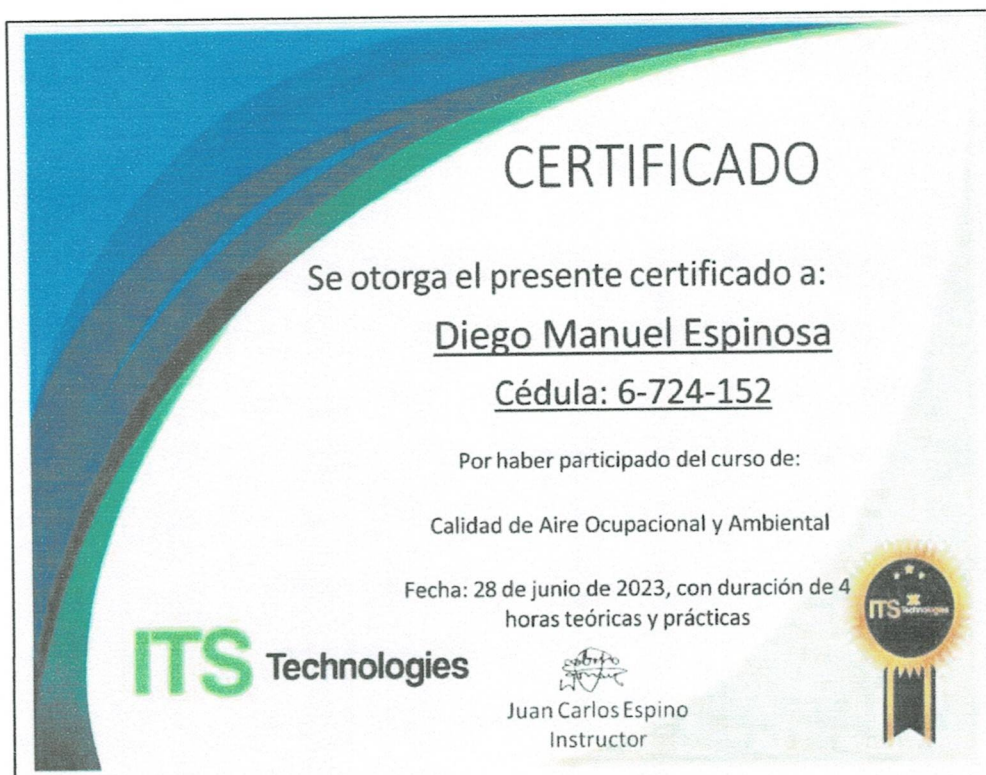 CERTIFICADO
Se otorga el presente certificado a:
Diego Manuel Espinosa
Cédula: 6-724-152
Por haber participado del curso de:
Calidad de Aire Ocupacional y Ambiental
Fecha: 28 de junio de 2023, con duración de 4
horas teóricas y prácticas
ITS Technologies
ITS Technologies
Juan Carlos Espino
Instructor